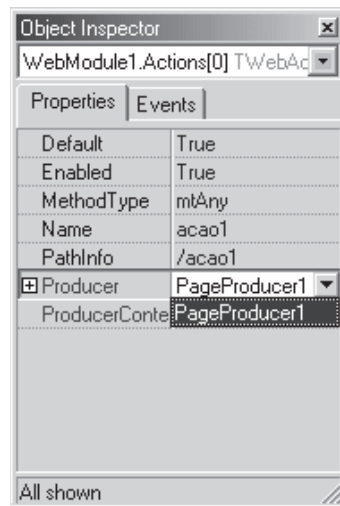 Object Inspector
WebModule1.Actions[0] TWebAc
Properties Events
Default True
Enabled True
MethodType mtAny
Name acao1
PathInfo /acao1
Producer PageProducer1
ProducerConte PageProducer1
All shown